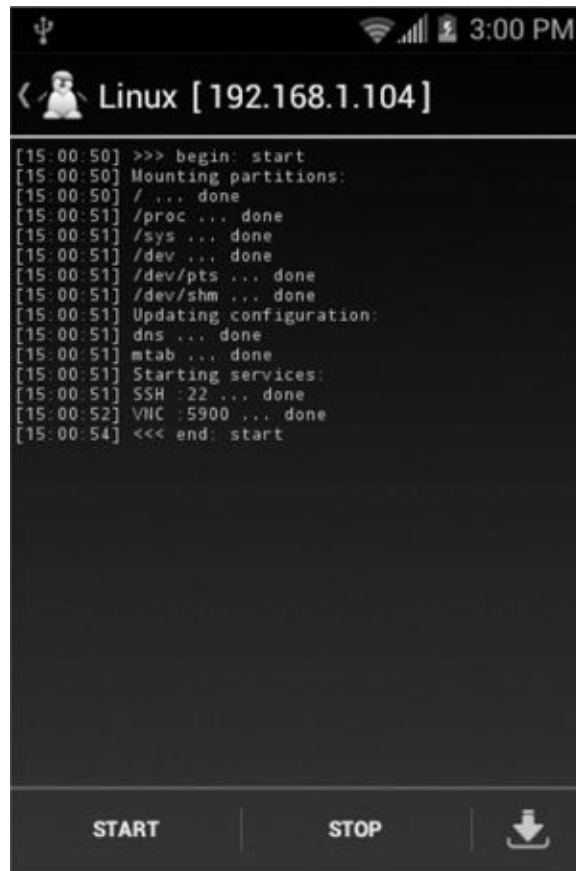 3:00 PM
Linux [192.168.1.104]
[15:00:50] >>> begin: start
[15:00:50] Mounting partitions:
[15:00:50] / ... done
[15:00:51] /proc ... done
[15:00:51] /sys ... done
[15:00:51] /dev ... done
[15:00:51] /dev/pts ... done
[15:00:51] /dev/shm ... done
[15:00:51] Updating configuration:
[15:00:51] dns ... done
[15:00:51] mtab ... done
[15:00:51] Starting services:
[15:00:51] SSH :22 ... done
[15:00:52] VNC :5900 ... done
[15:00:54] <<< end: start
START STOP